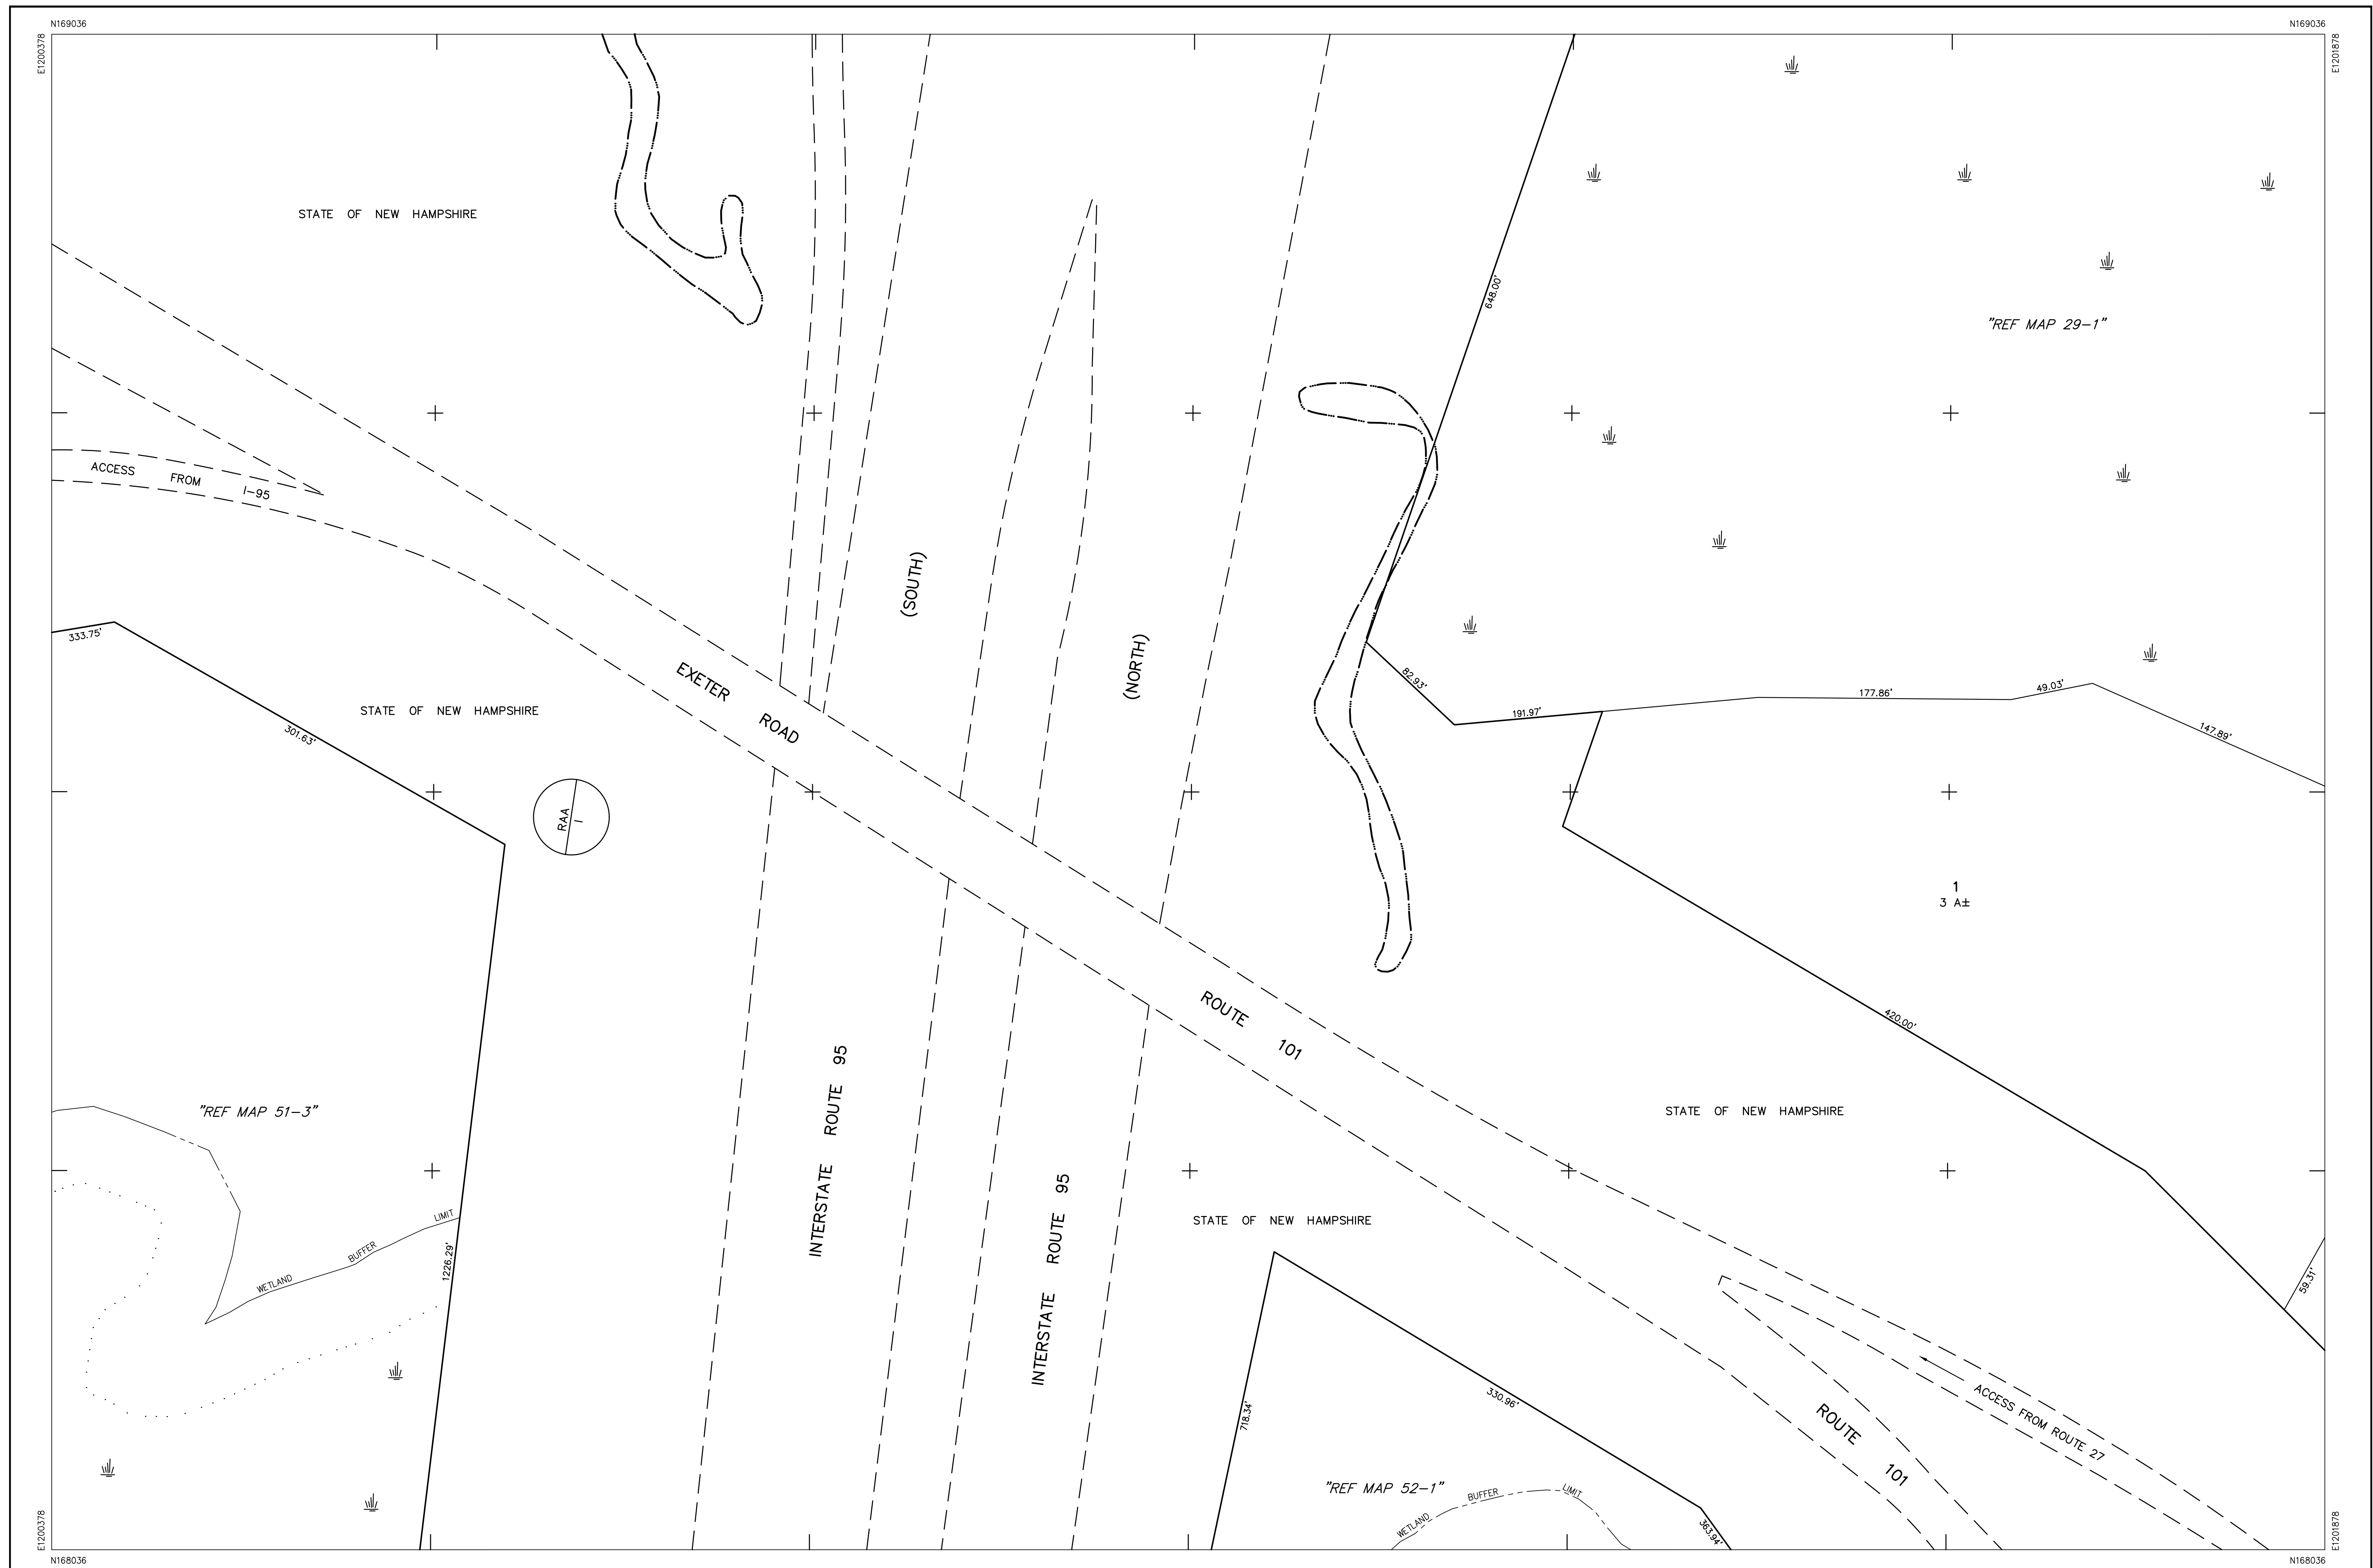 N169036
N169036
E1200378
E1201878
STATE OF NEW HAMPSHIRE
648.00'
"REF MAP 29-1"
ACCESS FROM I-95
(SOUTH)
(NORTH)
333.75'
STATE OF NEW HAMPSHIRE
301.63'
EXETER ROAD
82.93'
191.97'
177.86'
49.03'
147.89'
RAA
1
3 A±
ROUTE 101
420.00'
INTERSTATE ROUTE 95
INTERSTATE ROUTE 95
"REF MAP 51-3"
STATE OF NEW HAMPSHIRE
STATE OF NEW HAMPSHIRE
WETLAND BUFFER LIMIT
1226.29'
59.31'
718.34'
330.96'
ACCESS FROM ROUTE 27
ROUTE 101
"REF MAP 52-1"
WETLAND BUFFER LIMIT
363.94'
E1200378
E1201878
N168036
N168036